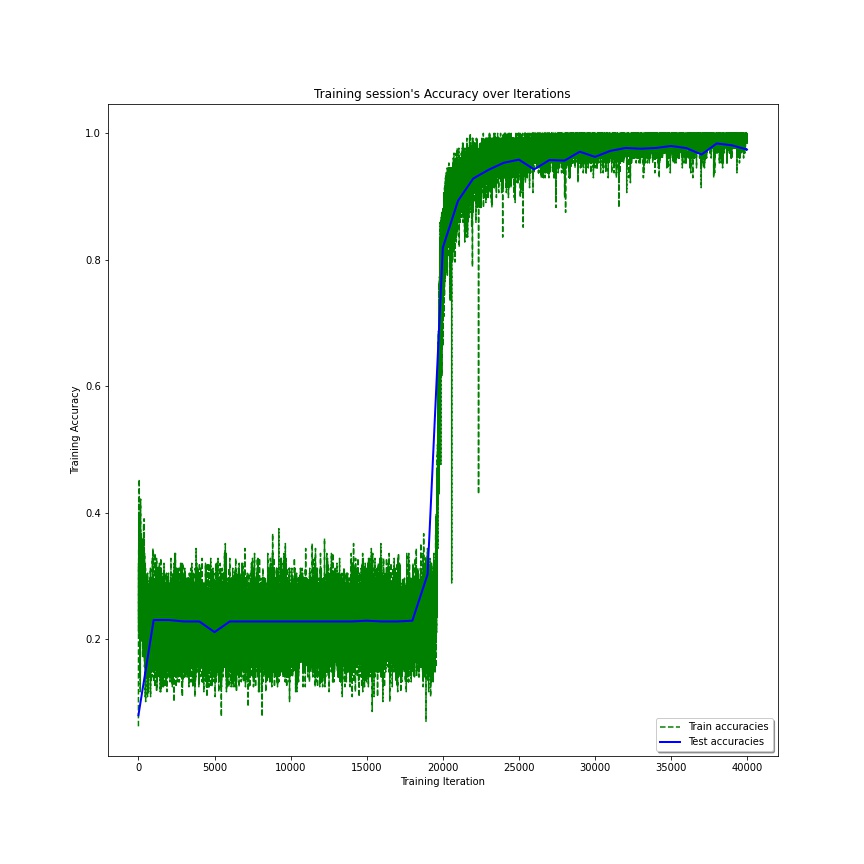 Training session's Accuracy over Iterations
1.0
0.8
0.6
0.4
0.2
Training Accuracy
0 5000 10000 15000 20000 25000 30000 35000 40000
Training Iteration
Train accuracies
Test accuracies